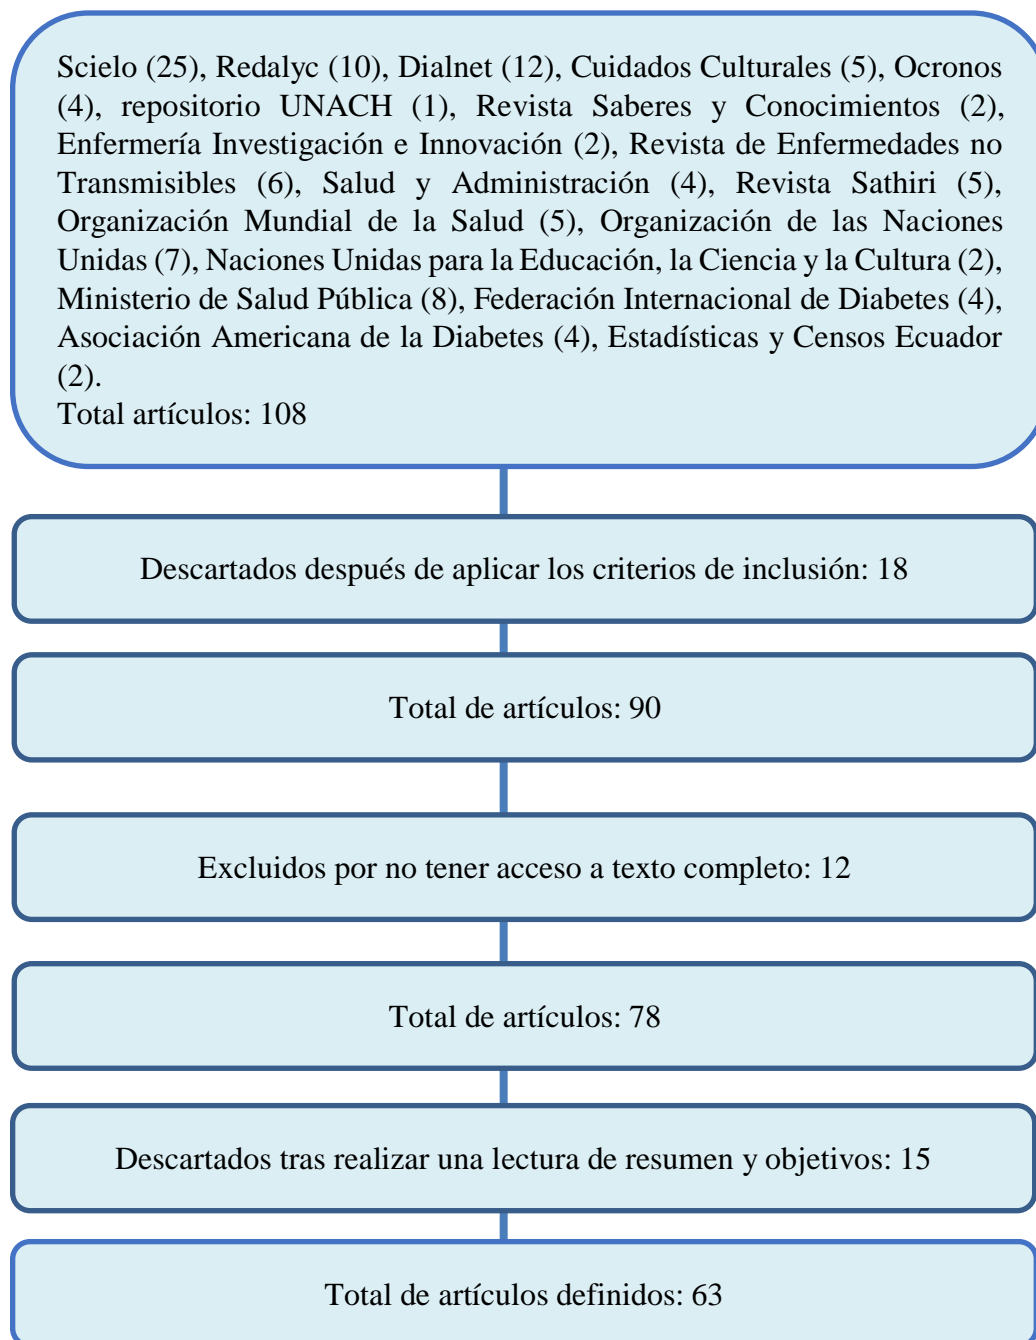 Scielo (25), Redalyc (10), Dialnet (12), Cuidados Culturales (5), Ocronos
(4), repositorio UNACH (1), Revista Saberes y Conocimientos (2),
Enfermería Investigación e Innovación (2), Revista de Enfermedades no
Transmisibles (6), Salud y Administración (4), Revista Sathiri (5),
Organización Mundial de la Salud (5), Organización de las Naciones
Unidas (7), Naciones Unidas para la Educación, la Ciencia y la Cultura (2),
Ministerio de Salud Pública (8), Federación Internacional de Diabetes (4),
Asociación Americana de la Diabetes (4), Estadísticas y Censos Ecuador
(2).
Total artículos: 108
Descartados después de aplicar los criterios de inclusión: 18
Total de artículos: 90
Excluidos por no tener acceso a texto completo: 12
Total de artículos: 78
Descartados tras realizar una lectura de resumen y objetivos: 15
Total de artículos definidos: 63